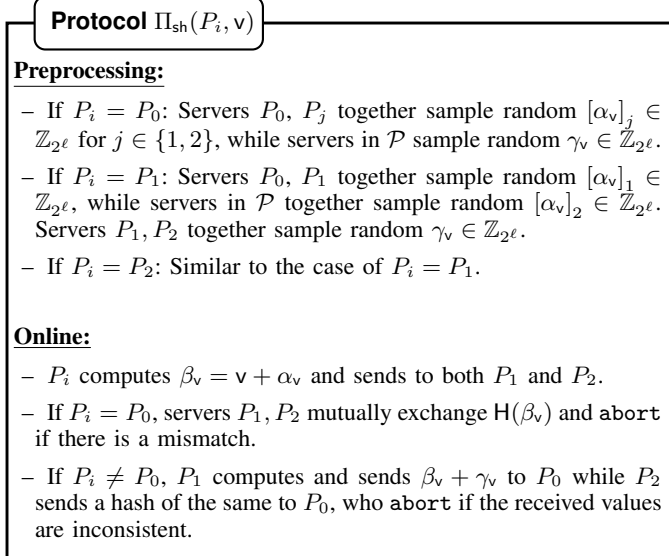 Protocol Π_sh(P_i, v)
Preprocessing:
– If P_i = P_0: Servers P_0, P_j together sample random [α_v]_j ∈
ℤ_{2^ℓ} for j ∈ {1, 2}, while servers in 𝒫 sample random γ_v ∈ ℤ_{2^ℓ}.
– If P_i = P_1: Servers P_0, P_1 together sample random [α_v]_1 ∈
ℤ_{2^ℓ}, while servers in 𝒫 together sample random [α_v]_2 ∈ ℤ_{2^ℓ}.
Servers P_1, P_2 together sample random γ_v ∈ ℤ_{2^ℓ}.
– If P_i = P_2: Similar to the case of P_i = P_1.
Online:
– P_i computes β_v = v + α_v and sends to both P_1 and P_2.
– If P_i = P_0, servers P_1, P_2 mutually exchange H(β_v) and abort
if there is a mismatch.
– If P_i ≠ P_0, P_1 computes and sends β_v + γ_v to P_0 while P_2
sends a hash of the same to P_0, who abort if the received values
are inconsistent.